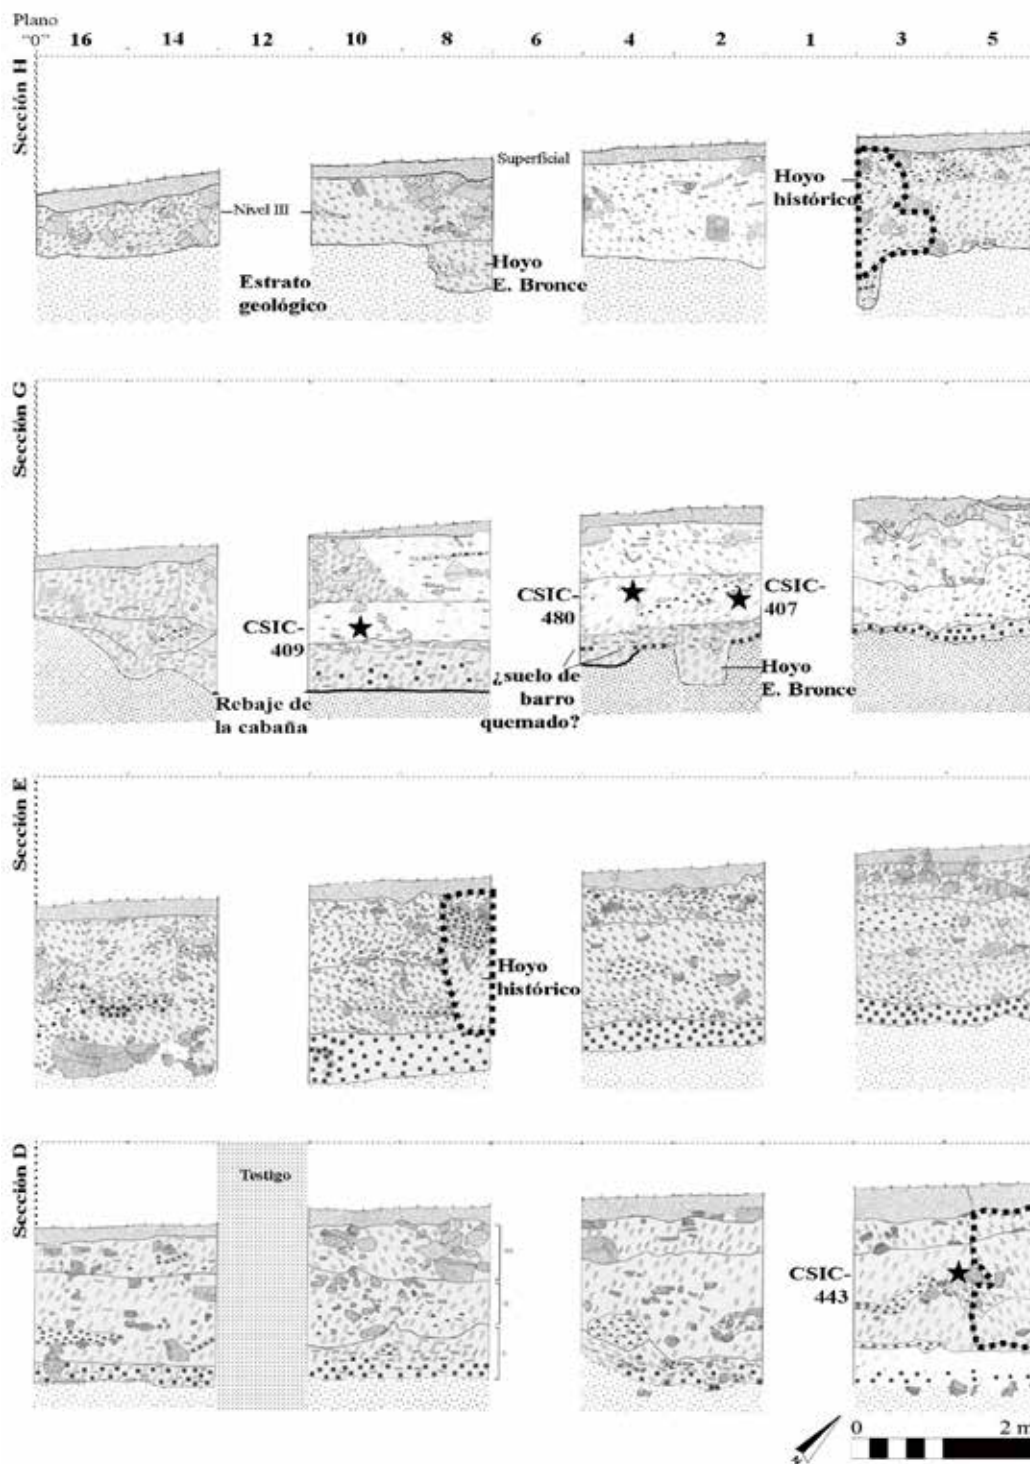 Plano
"0" 16 14 12 10 8 6 4 2 1 3 5
Sección H
Superficial
Nivel III
Hoyo
histórico
Estrato
geológico
Hoyo
E. Bronce
Sección G
CSIC-
409
CSIC-
480
CSIC-
407
Rebaje de
la cabaña
¿suelo de
barro
quemado?
Hoyo
E. Bronce
Sección E
Hoyo
histórico
Sección D
Testigo
CSIC-
443
0 2 m